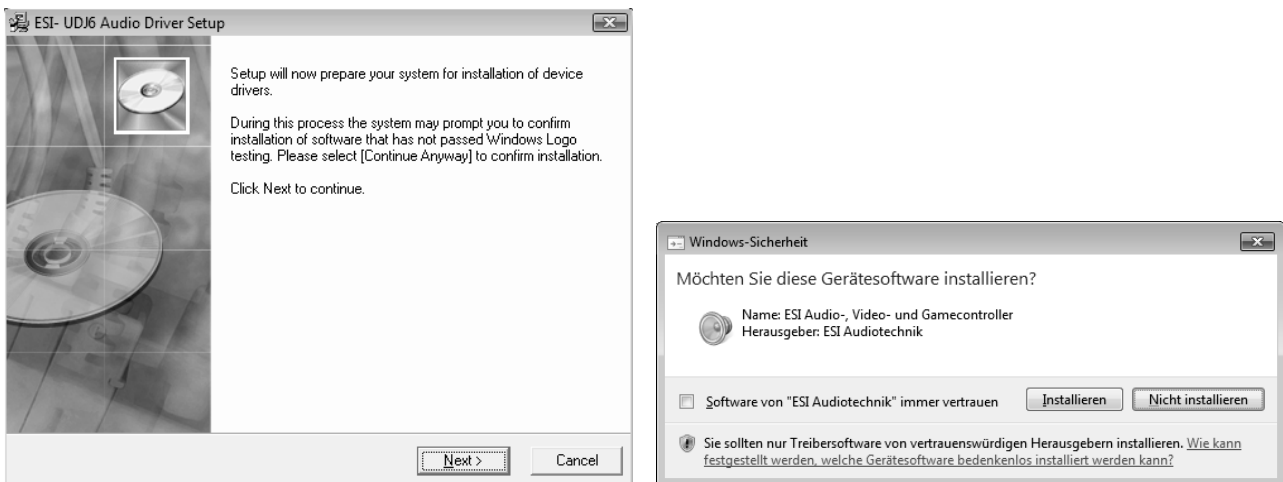 ESI- UDJ6 Audio Driver Setup
Setup will now prepare your system for installation of device
drivers.
During this process the system may prompt you to confirm
installation of software that has not passed Windows Logo
testing. Please select [Continue Anyway] to confirm installation.
Click Next to continue.
Next >
Cancel
Windows-Sicherheit
Möchten Sie diese Gerätesoftware installieren?
Name: ESI Audio-, Video- und Gamecontroller
Herausgeber: ESI Audiotechnik
Software von "ESI Audiotechnik" immer vertrauen
Installieren
Nicht installieren
Sie sollten nur Treibersoftware von vertrauenswürdigen Herausgebern installieren. Wie kann
festgestellt werden, welche Gerätesoftware bedenkenlos installiert werden kann?